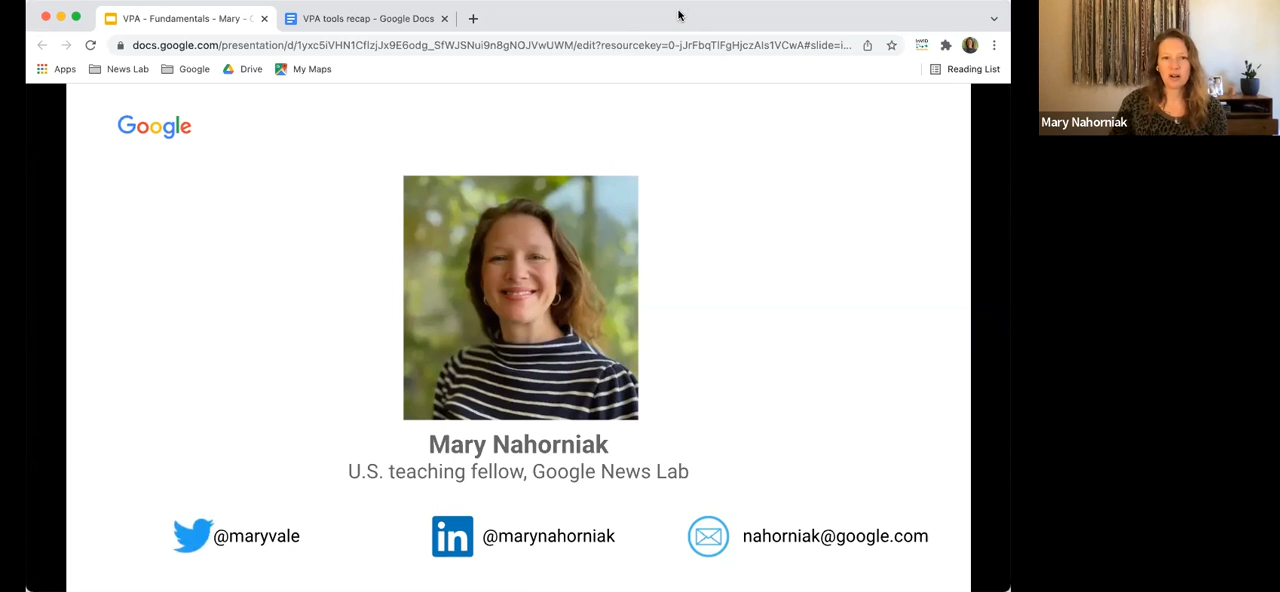 VPA - Fundamentals - Mary - 
VPA tools recap - Google Docs
docs.google.com/presentation/d/1yxc5iVHN1CfIzjJx9E6odg_SfWJSNui9n8gNOJVwUWM/edit?resourcekey=0-jJrFbqTlFgHjczAIs1VCwA#slide=i...
Apps
News Lab
Google
Drive
My Maps
Reading List
Google
Mary Nahorniak
Mary Nahorniak
U.S. teaching fellow, Google News Lab
@maryvale
in
@marynahorniak
nahorniak@google.com